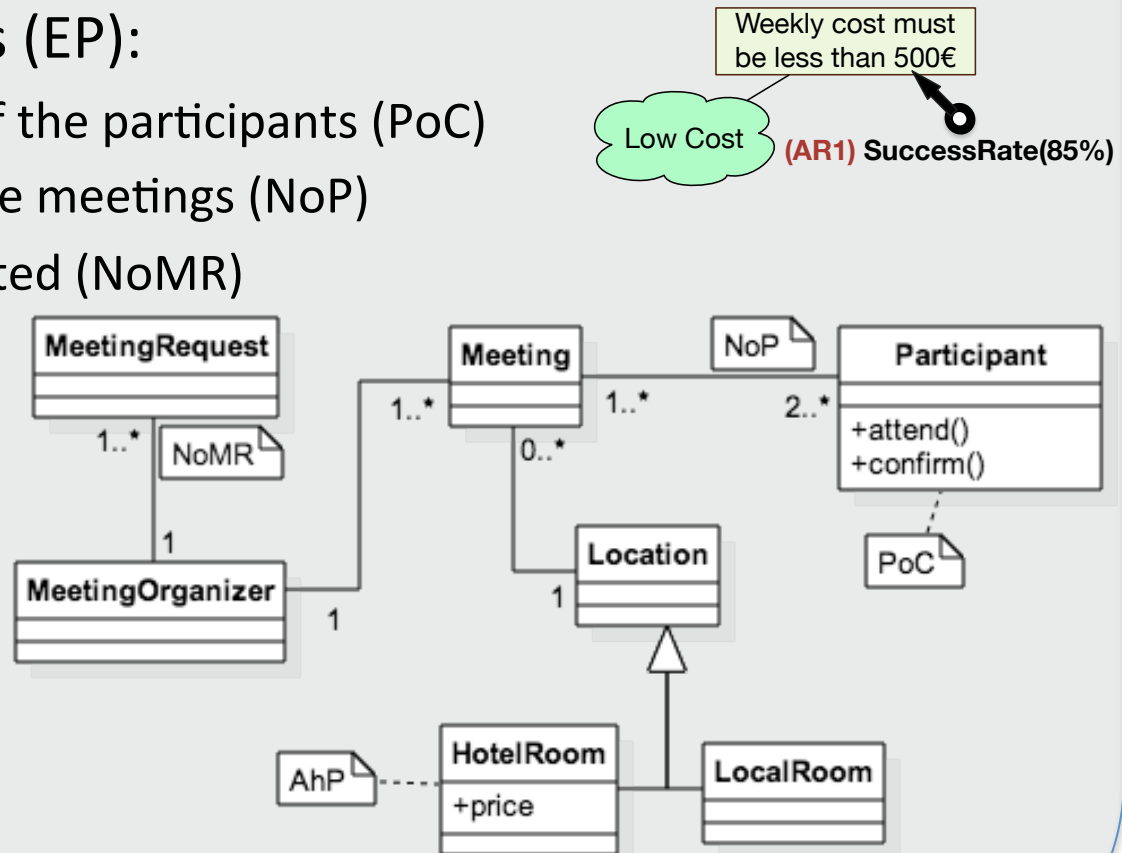 s (EP):
f the participants (PoC)
e meetings (NoP)
ted (NoMR)
Weekly cost must
be less than 500€
Low Cost
(AR1) SuccessRate(85%)
MeetingRequest
1..*
NoMR
1
MeetingOrganizer
1
1..*
Meeting
0..*
1..*
NoP
2..*
Participant
+attend()
+confirm()
PoC
Location
1
AhP
HotelRoom
+price
LocalRoom